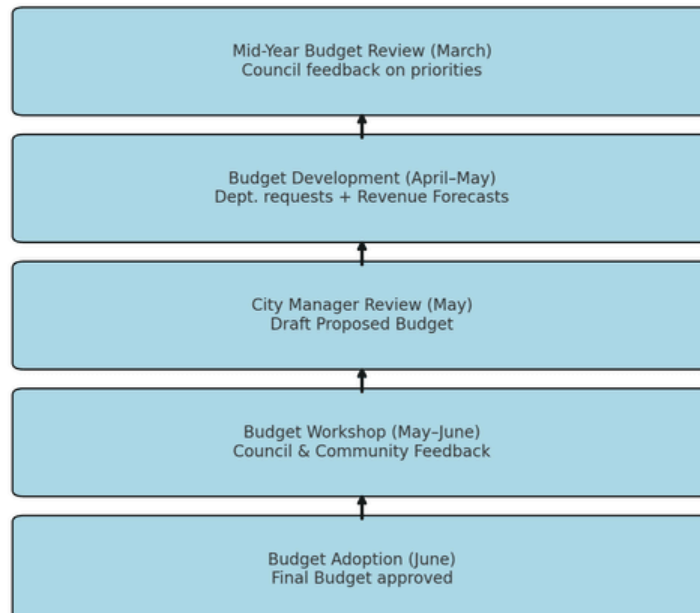 Mid-Year Budget Review (March)
Council feedback on priorities
Budget Development (April–May)
Dept. requests + Revenue Forecasts
City Manager Review (May)
Draft Proposed Budget
Budget Workshop (May–June)
Council & Community Feedback
Budget Adoption (June)
Final Budget approved